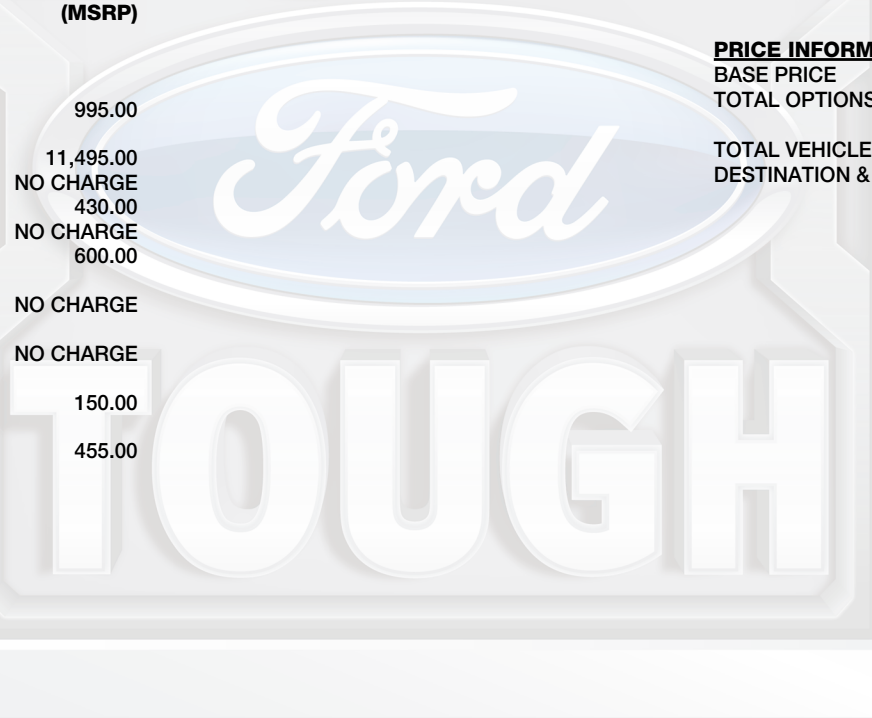 (MSRP)
995.00
11,495.00
NO CHARGE
430.00
NO CHARGE
600.00
NO CHARGE
NO CHARGE
150.00
455.00
PRICE INFORM
BASE PRICE
TOTAL OPTIONS
TOTAL VEHICLE
DESTINATION &
Ford
TOUGH